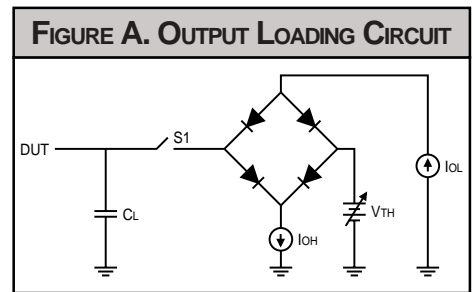 FIGURE A. OUTPUT LOADING CIRCUIT
S1
DUT
IOL
CL
VTH
IOH